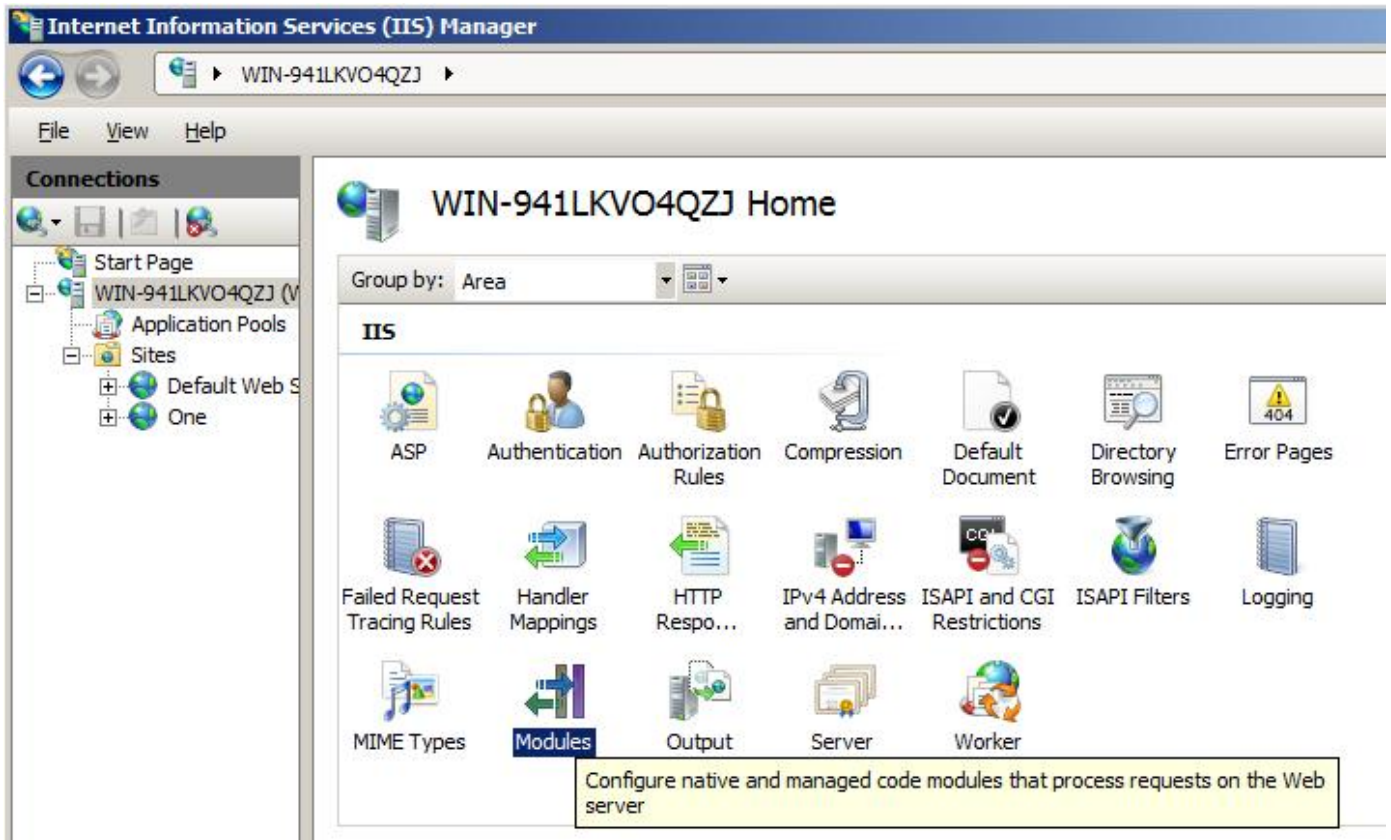 Internet Information Services (IIS) Manager
WIN-941LKVO4QZJ
File View Help
Connections
Start Page
WIN-941LKVO4QZJ (W
Application Pools
Sites
Default Web S
One
WIN-941LKVO4QZJ Home
Group by: Area
IIS
ASP Authentication Authorization Rules Compression Default Document Directory Browsing Error Pages
404
CGI
Failed Request Tracing Rules Handler Mappings HTTP Respo... IPv4 Address and Domai... ISAPI and CGI Restrictions ISAPI Filters Logging
MIME Types Modules Output Server Worker
Configure native and managed code modules that process requests on the Web
server